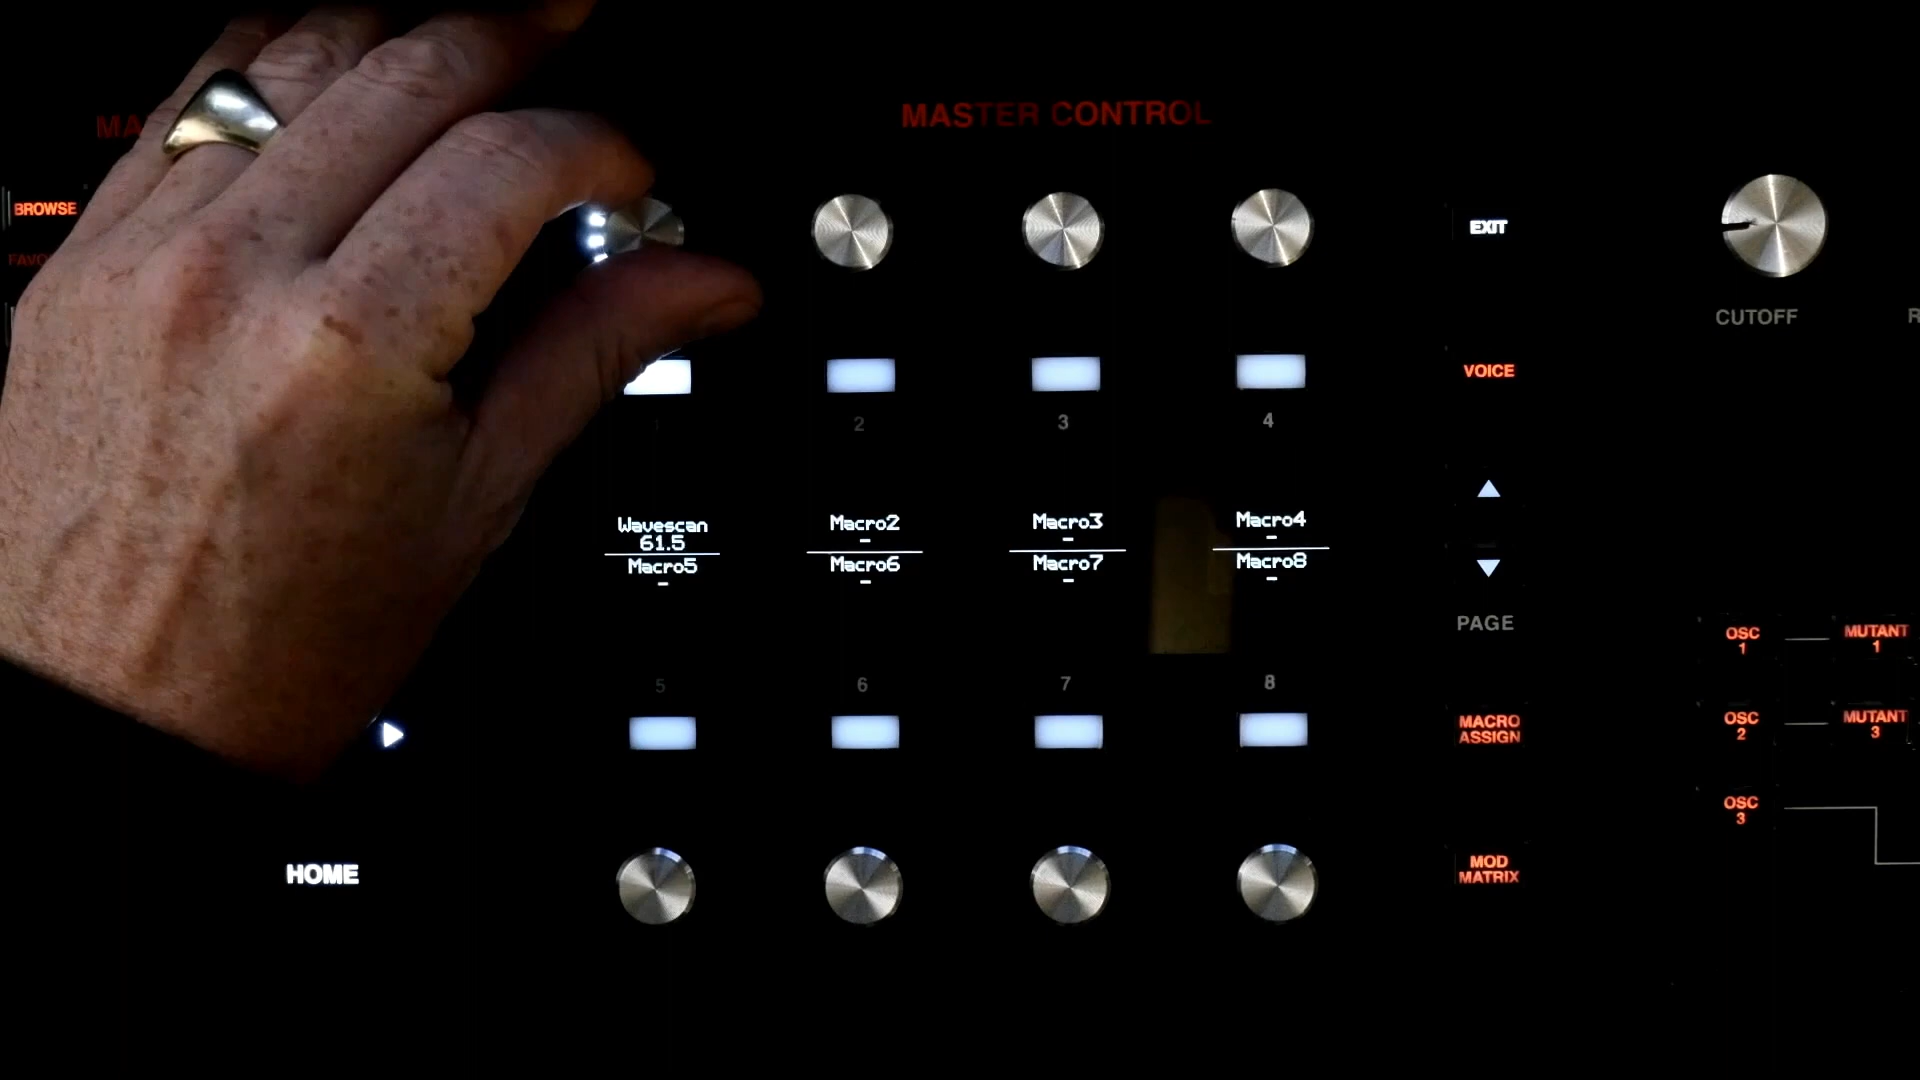 MASTER CONTROL
BROWSE
EXIT
CUTOFF
VOICE
2
3
4
Wavescan
61.5
Macro5
-
Macro2
-
Macro6
-
Macro3
-
Macro7
-
Macro4
-
Macro8
-
PAGE
OSC
1
MUTANT
1
5
6
7
8
MACRO
ASSIGN
OSC
2
MUTANT
3
OSC
3
HOME
MOD
MATRIX